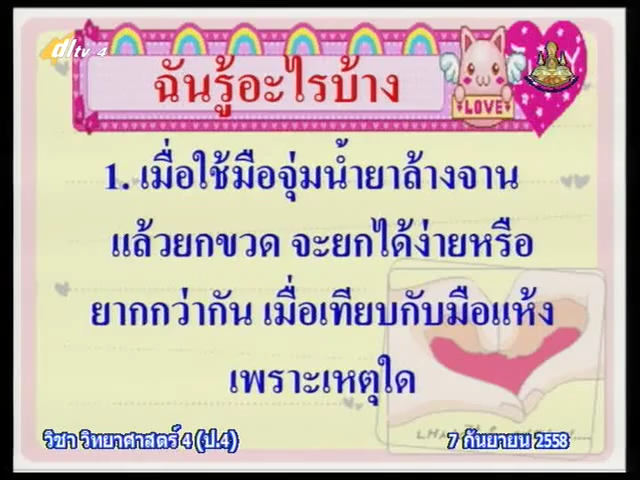 dltv 4
ฉันรู้อะไรบ้าง
LOVE
1. เมื่อใช้มือจุ่มน้ำยาล้างจาน
แล้วยกขวด จะยกได้ง่ายหรือ
ยากกว่ากัน เมื่อเทียบกับมือแห้ง
เพราะเหตุใด
วิชา วิทยาศาสตร์ 4 (ป.4)
7 กันยายน 2558